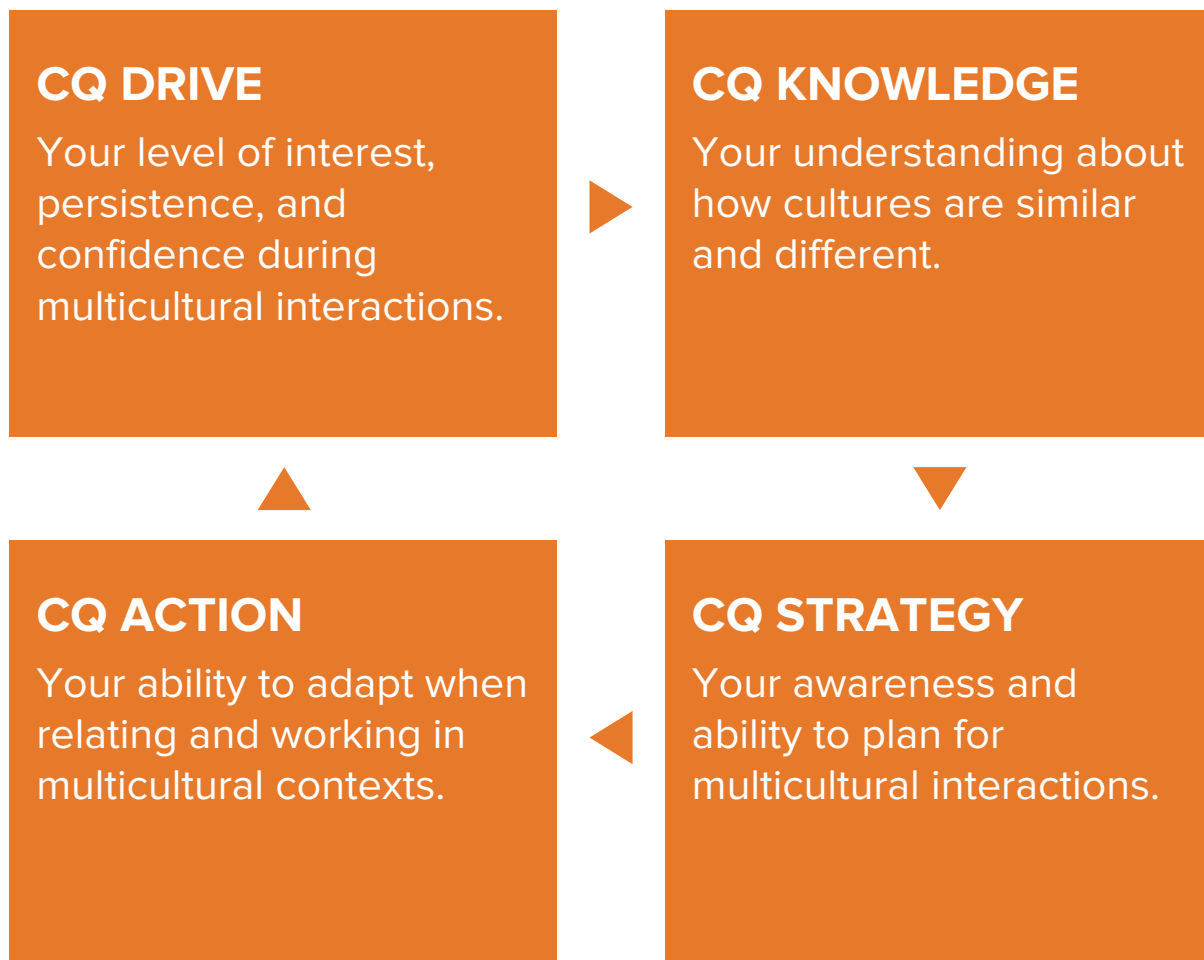 CQ DRIVE
Your level of interest,
persistence, and
confidence during
multicultural interactions.
CQ KNOWLEDGE
Your understanding about
how cultures are similar
and different.
CQ ACTION
Your ability to adapt when
relating and working in
multicultural contexts.
CQ STRATEGY
Your awareness and
ability to plan for
multicultural interactions.